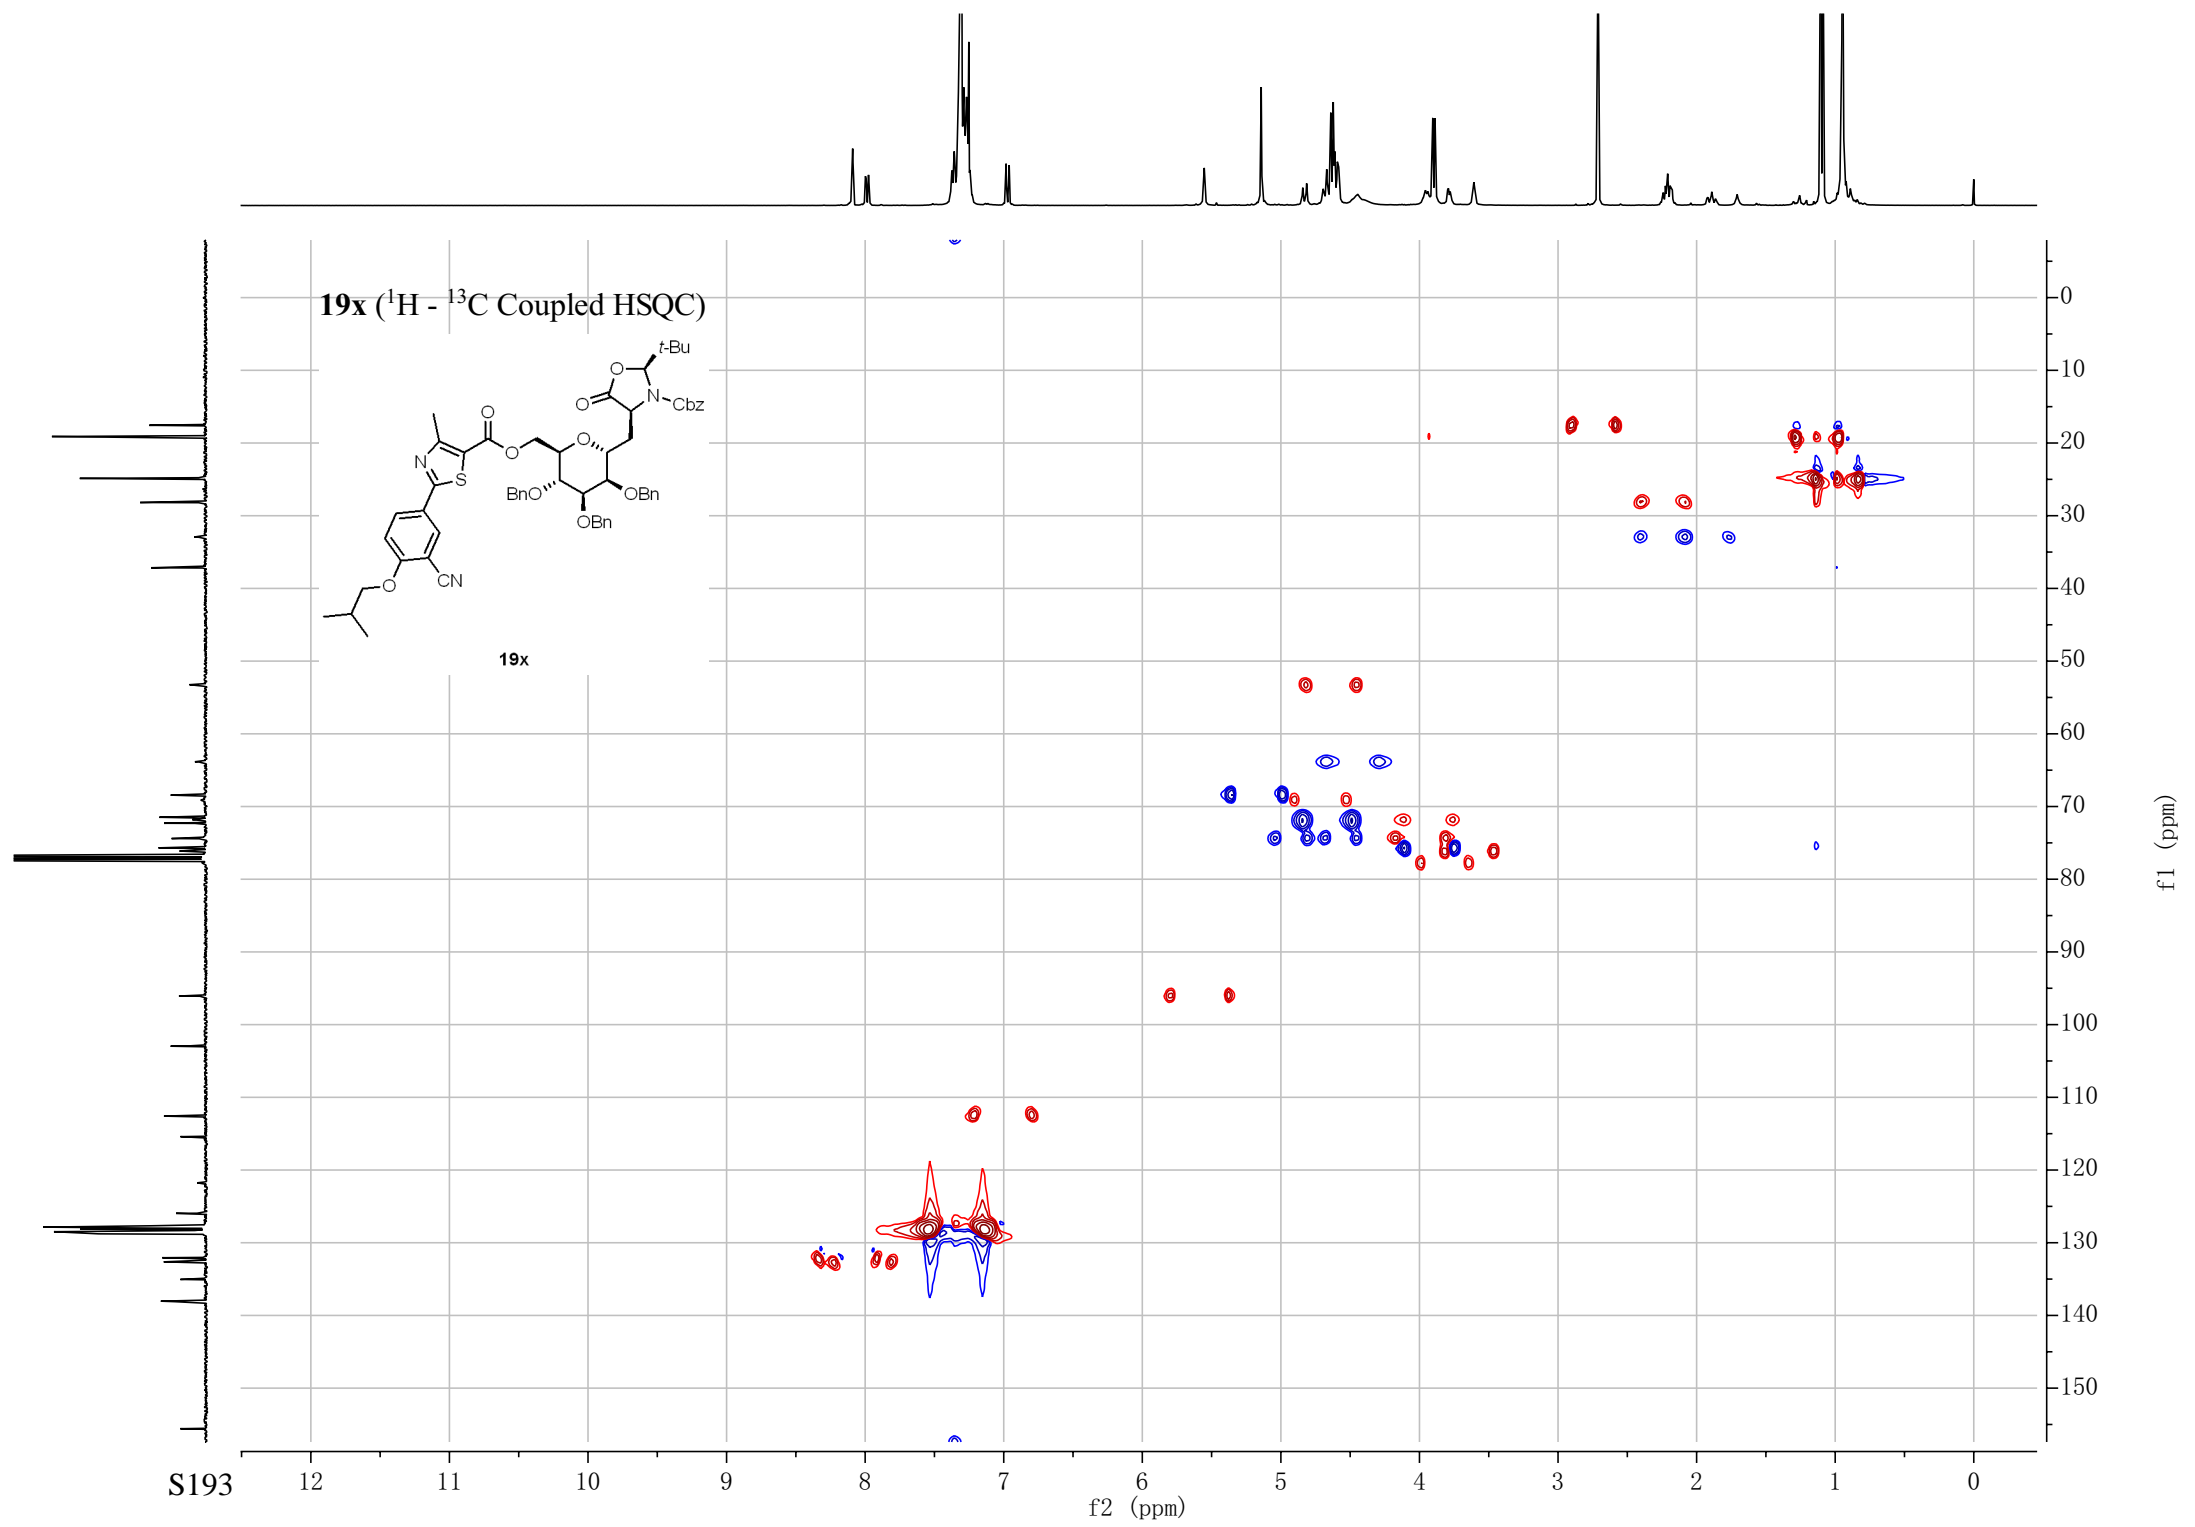 19x (1H - 13C Coupled HSQC)
t-Bu
O
O
N
Cbz
O
O
O
N
S
BnO
OBn
OBn
O
CN
19x
0
10
20
30
40
50
60
70
80
90
100
110
120
130
140
150
f1 (ppm)
12 11 10 9 8 7 6 5 4 3 2 1 0
f2 (ppm)
S193